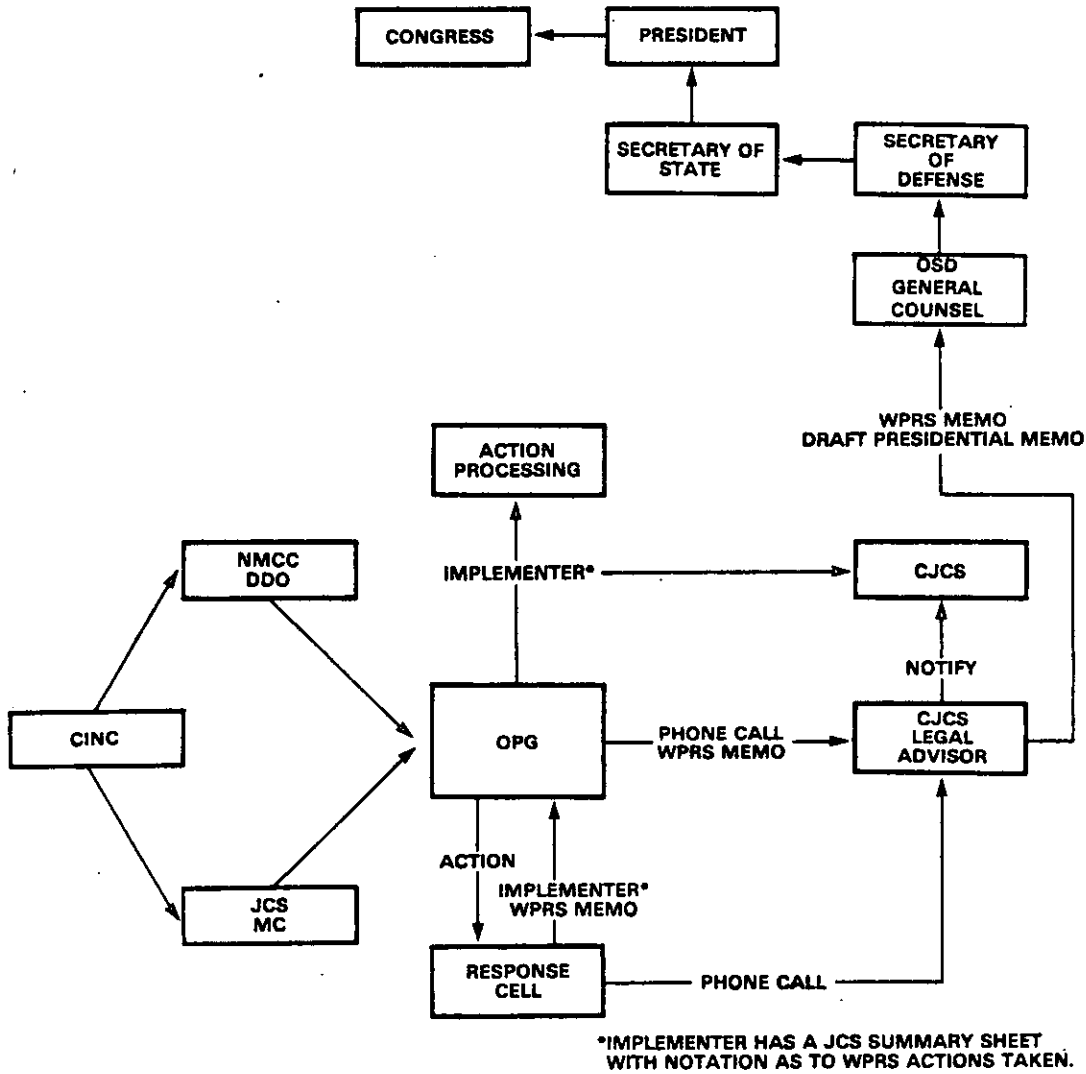 CONGRESS
PRESIDENT
SECRETARY OF
STATE
SECRETARY
OF
DEFENSE
OSD
GENERAL
COUNSEL
WPRS MEMO
DRAFT PRESIDENTIAL MEMO
ACTION
PROCESSING
NMCC
DDO
IMPLEMENTER*
CJCS
NOTIFY
CINC
OPG
PHONE CALL
WPRS MEMO
CJCS
LEGAL
ADVISOR
ACTION
IMPLEMENTER*
WPRS MEMO
JCS
MC
RESPONSE
CELL
PHONE CALL
*IMPLEMENTER HAS A JCS SUMMARY SHEET
WITH NOTATION AS TO WPRS ACTIONS TAKEN.